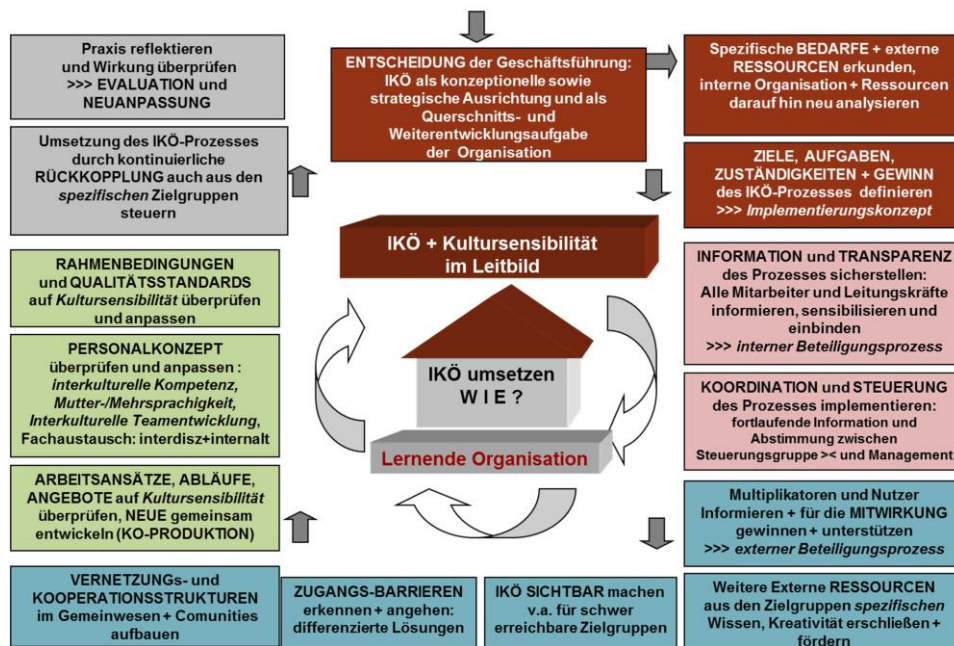 Praxis reflektieren
und Wirkung überprüfen
>>> EVALUATION und
NEUANPASSUNG
Umsetzung des IKÖ-Prozesses
durch kontinuierliche
RÜCKKOPPLUNG auch aus den
spezifischen Zielgruppen
steuern
RAHMENBEDINGUNGEN
und QUALITÄTSSTANDARDS
auf Kultursensibilität überprüfen
und anpassen
PERSONALKONZEPT
überprüfen und anpassen :
interkulturelle Kompetenz,
Mutter-/Mehrsprachigkeit,
Interkulturelle Teamentwicklung,
Fachaustausch: interdisz+internalt
ARBEITSANSÄTZE, ABLÄUFE,
ANGEBOTE auf Kultursensibilität
überprüfen, NEUE gemeinsam
entwickeln (KO-PRODUKTION)
VERNETZUNGs- und
KOOPERATIONSSTRUKTUREN
im Gemeinwesen + Comunities
aufbauen
ENTSCHEIDUNG der Geschäftsführung:
IKÖ als konzeptionelle sowie
strategische Ausrichtung und als
Querschnitts- und
Weiterentwicklungsaufgabe
der Organisation
IKÖ + Kultursensibilität
im Leitbild
IKÖ umsetzen
W I E ?
Lernende Organisation
ZUGANGS-BARRIEREN
erkennen + angehen:
differenzierte Lösungen
IKÖ SICHTBAR machen
v.a. für schwer
erreichbare Zielgruppen
Spezifische BEDARFE + externe
RESSOURCEN erkunden,
interne Organisation + Ressourcen
darauf hin neu analysieren
ZIELE, AUFGABEN,
ZUSTÄNDIGKEITEN + GEWINN
des IKÖ-Prozesses definieren
>>> Implementierungskonzept
INFORMATION und TRANSPARENZ
des Prozesses sicherstellen:
Alle Mitarbeiter und Leitungskräfte
informieren, sensibilisieren und
einbinden
>>> interner Beteiligungsprozess
KOORDINATION und STEUERUNG
des Prozesses implementieren:
fortlaufende Information und
Abstimmung zwischen
Steuerungsgruppe >< und Management
Multiplikatoren und Nutzer
Informieren + für die MITWIRKUNG
gewinnen + unterstützen
>>> externer Beteiligungsprozess
Weitere Externe RESSOURCEN
aus den Zielgruppen spezifischen
Wissen, Kreativität erschließen +
fördern